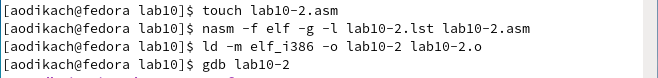 [aodikach@fedora lab10]$ touch lab10-2.asm
[aodikach@fedora lab10]$ nasm -f elf -g -l lab10-2.lst lab10-2.asm
[aodikach@fedora lab10]$ ld -m elf_i386 -o lab10-2 lab10-2.o
[aodikach@fedora lab10]$ gdb lab10-2